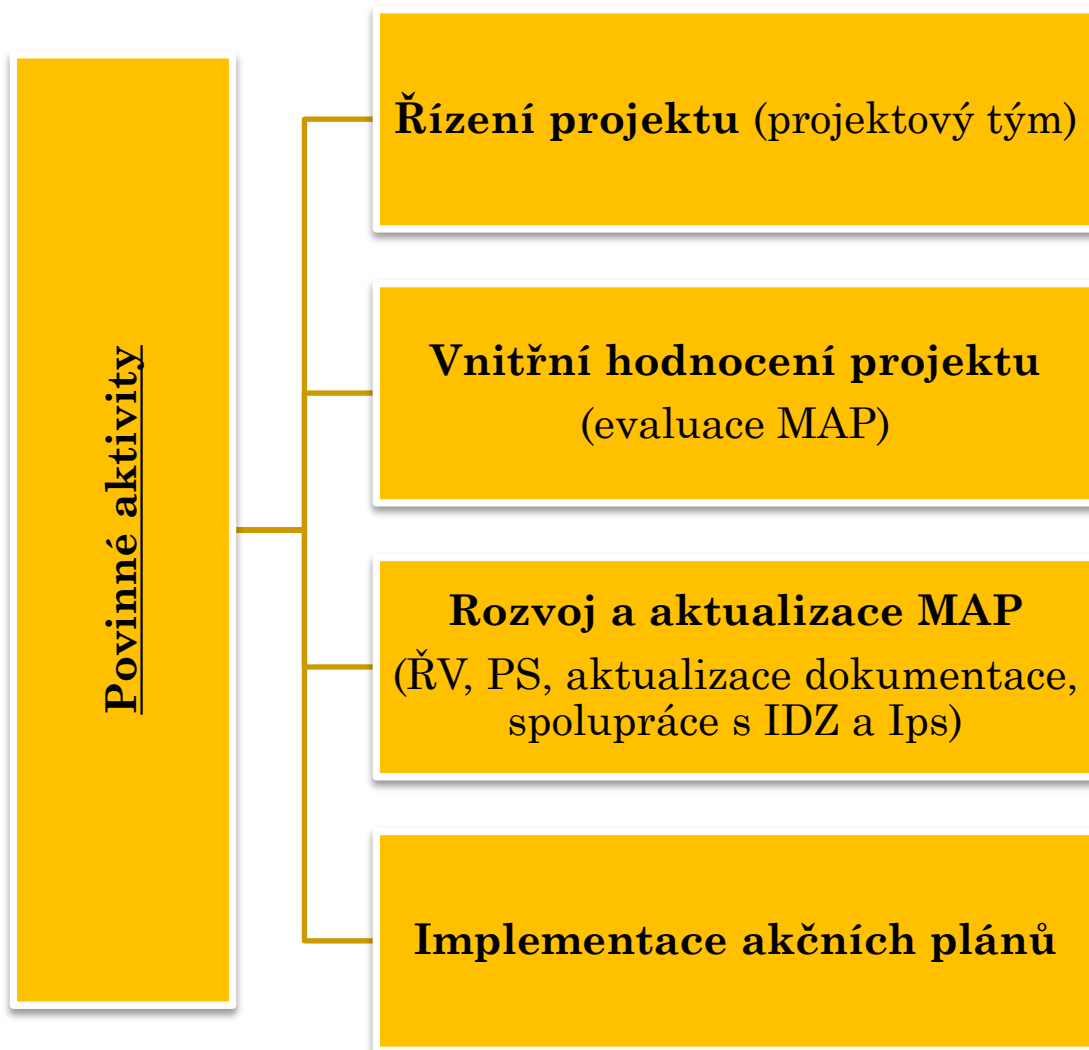 Povinné aktivity
Řízení projektu (projektový tým)
Vnitřní hodnocení projektu
(evaluace MAP)
Rozvoj a aktualizace MAP
(ŘV, PS, aktualizace dokumentace,
spolupráce s IDZ a Ips)
Implementace akčních plánů